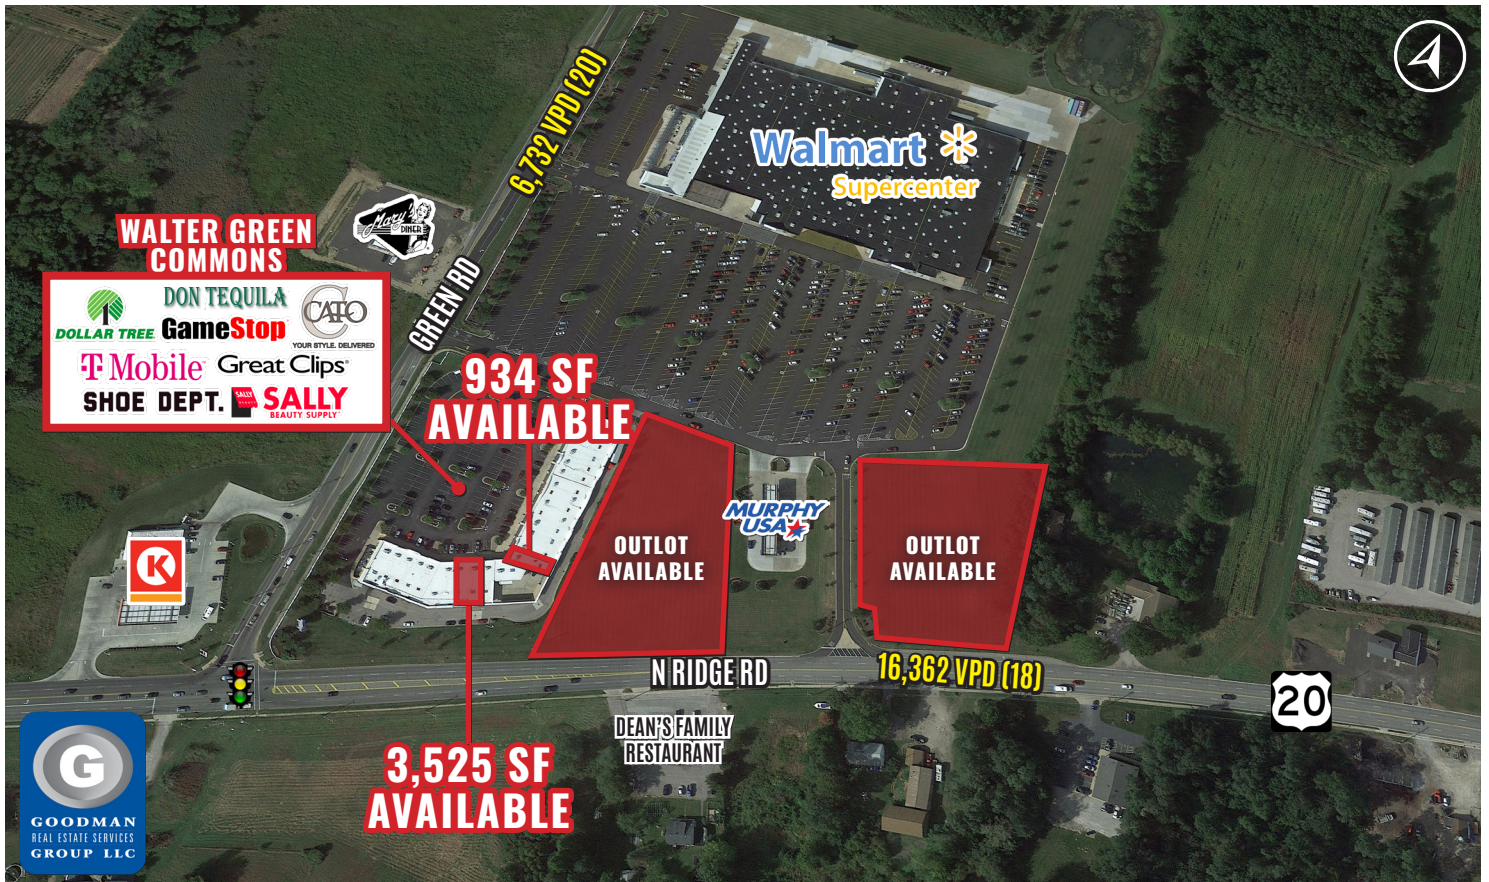 6,732 VPD (20)
Walmart
Supercenter
Mary's
DINER
WALTER GREEN
COMMONS
DOLLAR TREE
DON TEQUILA
CATO
YOUR STYLE. DELIVERED
GameStop
T Mobile
Great Clips
SHOE DEPT.
SALLY
SALLY
BEAUTY SUPPLY
GREEN RD
934 SF
AVAILABLE
MURPHY
USA
OUTLOT
AVAILABLE
OUTLOT
AVAILABLE
K
N RIDGE RD
16,362 VPD (18)
20
DEAN'S FAMILY
RESTAURANT
3,525 SF
AVAILABLE
G
GOODMAN
REAL ESTATE SERVICES
GROUP LLC